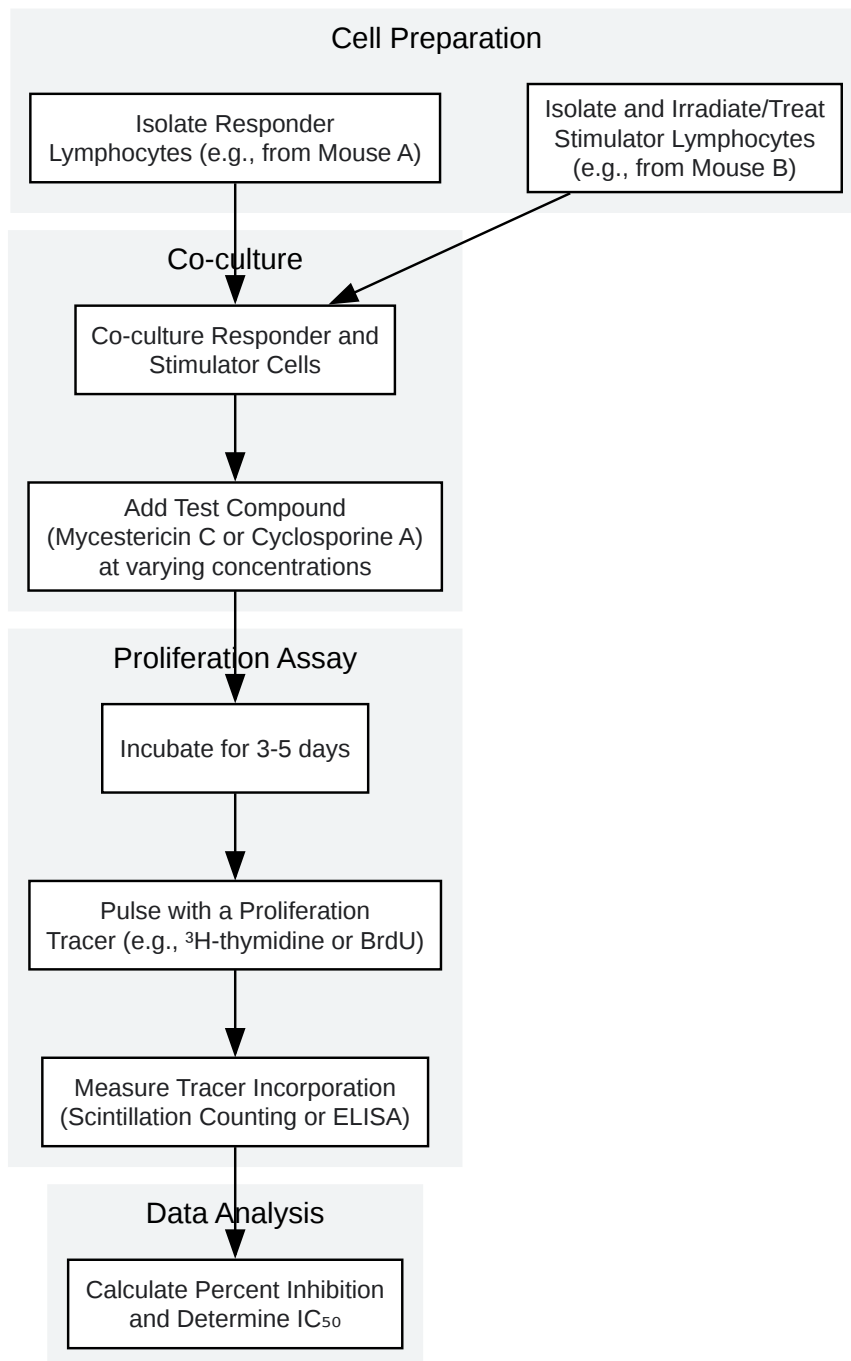 Cell Preparation
Isolate Responder
Lymphocytes (e.g., from Mouse A)
Isolate and Irradiate/Treat
Stimulator Lymphocytes
(e.g., from Mouse B)
Co-culture
Co-culture Responder and
Stimulator Cells
Add Test Compound
(Mycestericin C or Cyclosporine A)
at varying concentrations
Proliferation Assay
Incubate for 3-5 days
Pulse with a Proliferation
Tracer (e.g., ³H-thymidine or BrdU)
Measure Tracer Incorporation
(Scintillation Counting or ELISA)
Data Analysis
Calculate Percent Inhibition
and Determine IC₅₀